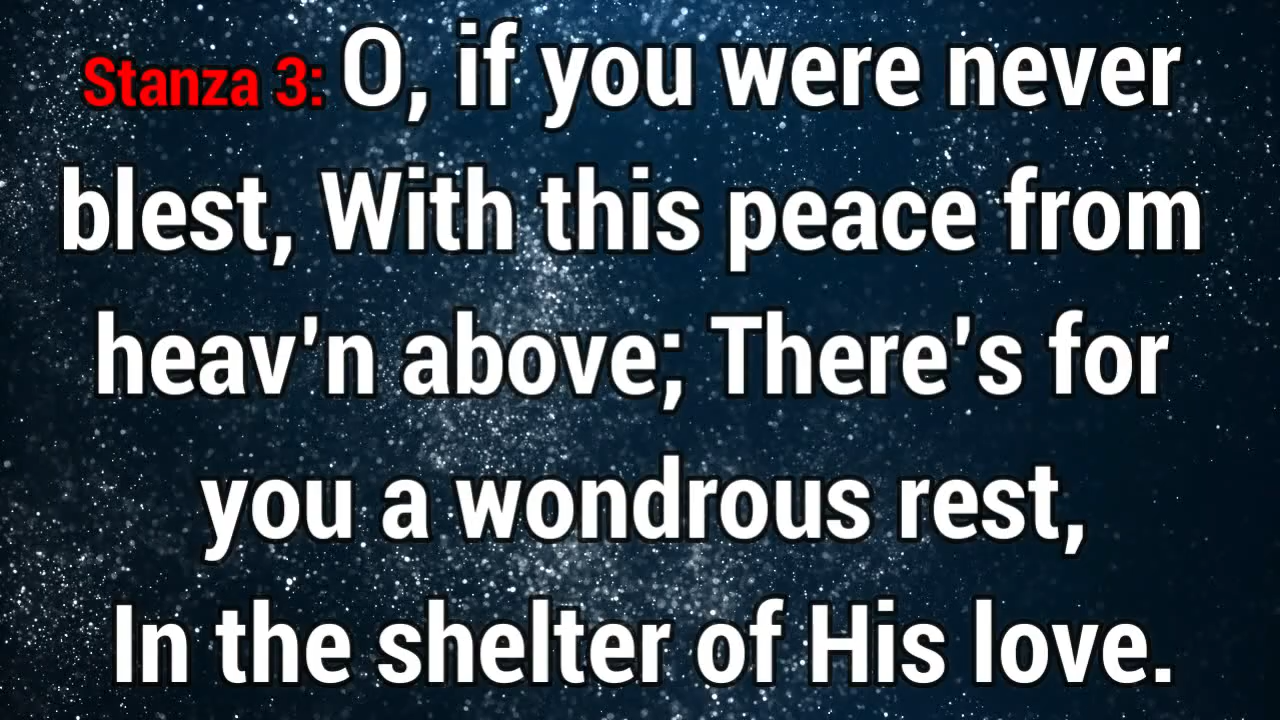 Stanza 3: O, if you were never
blest, With this peace from
heav'n above; There's for
you a wondrous rest,
In the shelter of His love.